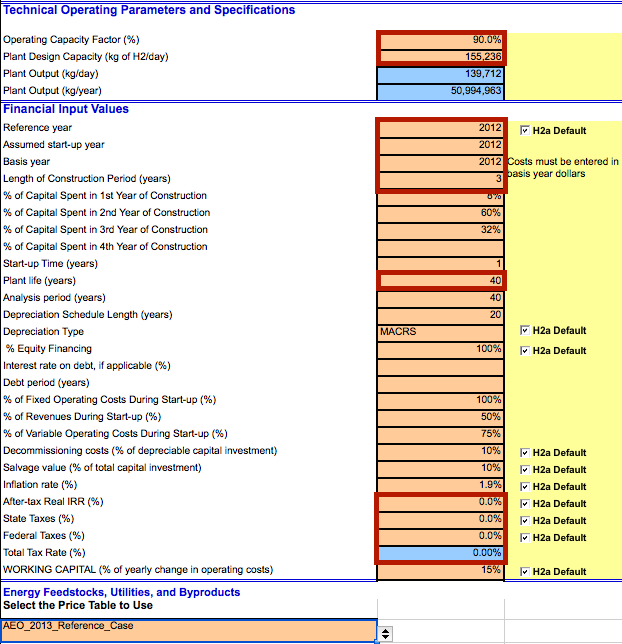 Technical Operating Parameters and Specifications
Operating Capacity Factor (%) 90.0%
Plant Design Capacity (kg of H2/day) 155,236
Plant Output (kg/day) 139,712
Plant Output (kg/year) 50,994,963
Financial Input Values
Reference year 2012 H2a Default
Assumed start-up year 2012
Basis year 2012 Costs must be entered in
basis year dollars
Length of Construction Period (years) 3
% of Capital Spent in 1st Year of Construction 8%
% of Capital Spent in 2nd Year of Construction 60%
% of Capital Spent in 3rd Year of Construction 32%
% of Capital Spent in 4th Year of Construction
Start-up Time (years) 1
Plant life (years) 40
Analysis period (years) 40
Depreciation Schedule Length (years) 20
Depreciation Type MACRS H2a Default
% Equity Financing 100% H2a Default
Interest rate on debt, if applicable (%)
Debt period (years)
% of Fixed Operating Costs During Start-up (%) 100%
% of Revenues During Start-up (%) 50%
% of Variable Operating Costs During Start-up (%) 75%
Decommissioning costs (% of depreciable capital investment) 10% H2a Default
Salvage value (% of total capital investment) 10% H2a Default
Inflation rate (%) 1.9% H2a Default
After-tax Real IRR (%) 0.0% H2a Default
State Taxes (%) 0.0% H2a Default
Federal Taxes (%) 0.0% H2a Default
Total Tax Rate (%) 0.00%
WORKING CAPITAL (% of yearly change in operating costs) 15% H2a Default
Energy Feedstocks, Utilities, and Byproducts
Select the Price Table to Use
AEO_2013_Reference_Case